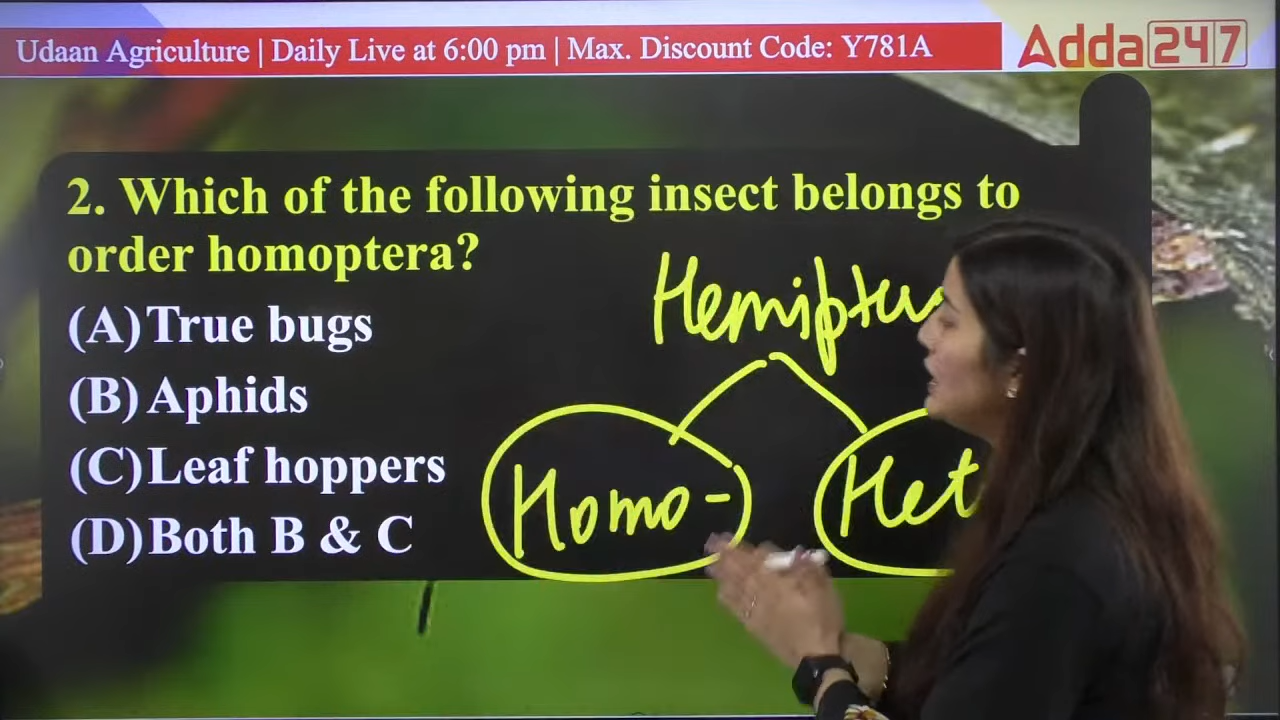 Udaan Agriculture | Daily Live at 6:00 pm | Max. Discount Code: Y781A
Adda247
2. Which of the following insect belongs to
order homoptera?
(A) True bugs
(B) Aphids
(C) Leaf hoppers
(D) Both B & C
Homo-